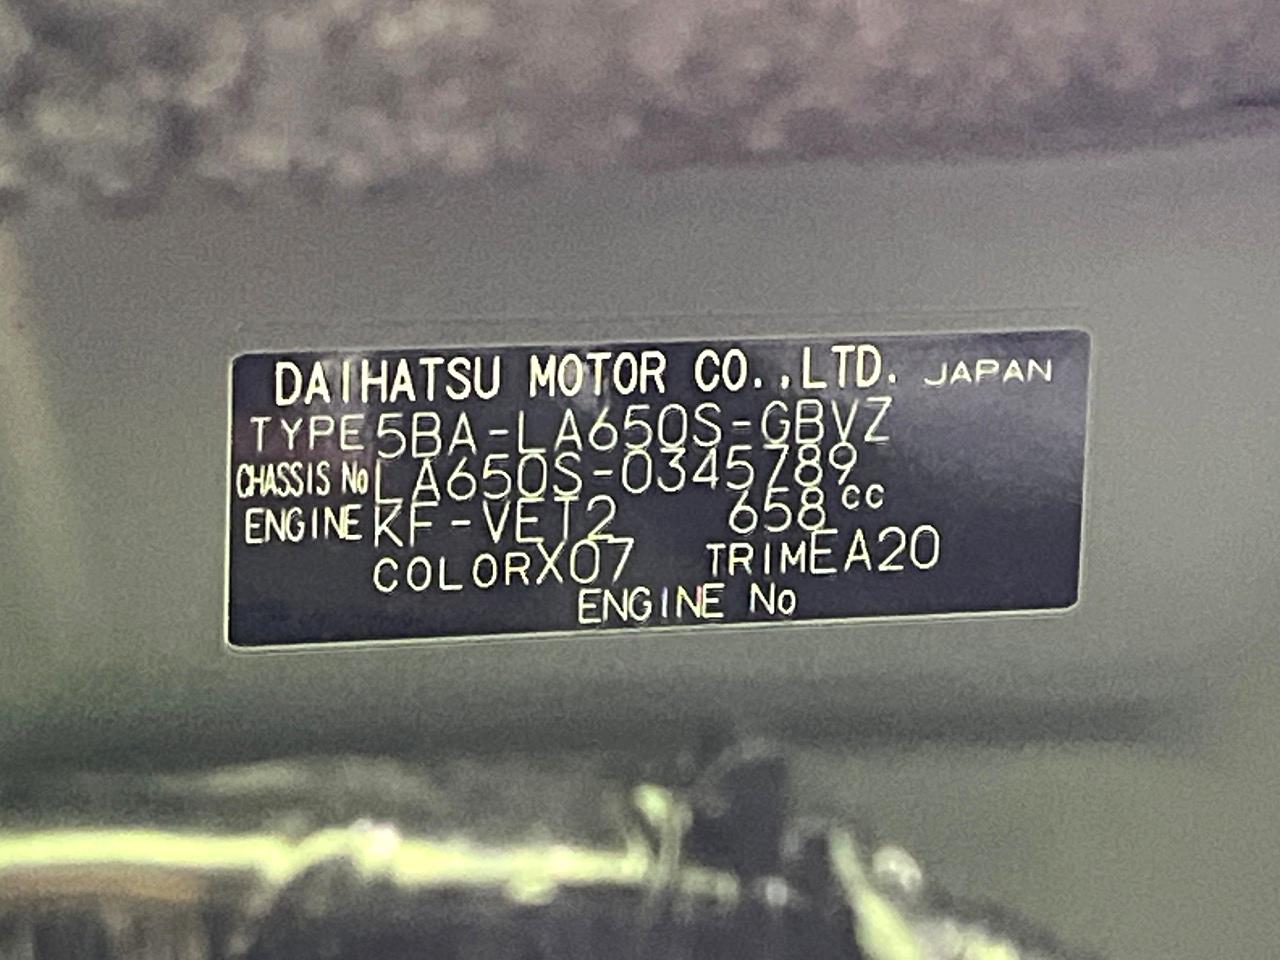 DAIHATSU MOTOR CO.,LTD. JAPAN
TYPE 5BA-LA650S-GBVZ
CHASSIS No LA650S-0345789
ENGINE KF-VET2 658cc
COLOR X07 TRIM EA20
ENGINE No